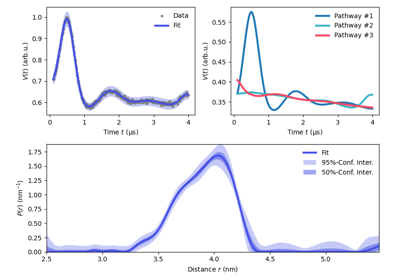 1.0
0.9
0.8
0.7
0.6
V(t) (arb.u.)
Data
Fit
0
1
2
3
4
Time t (μs)
0.55
0.50
0.45
0.40
0.35
V(t) (arb.u.)
Pathway #1
Pathway #2
Pathway #3
0
1
2
3
4
Time t (μs)
1.75
1.50
1.25
1.00
0.75
0.50
0.25
0.00
P(r) (nm⁻¹)
Fit
95%-Conf. Inter.
50%-Conf. Inter.
2.5
3.0
3.5
4.0
4.5
5.0
Distance r (nm)